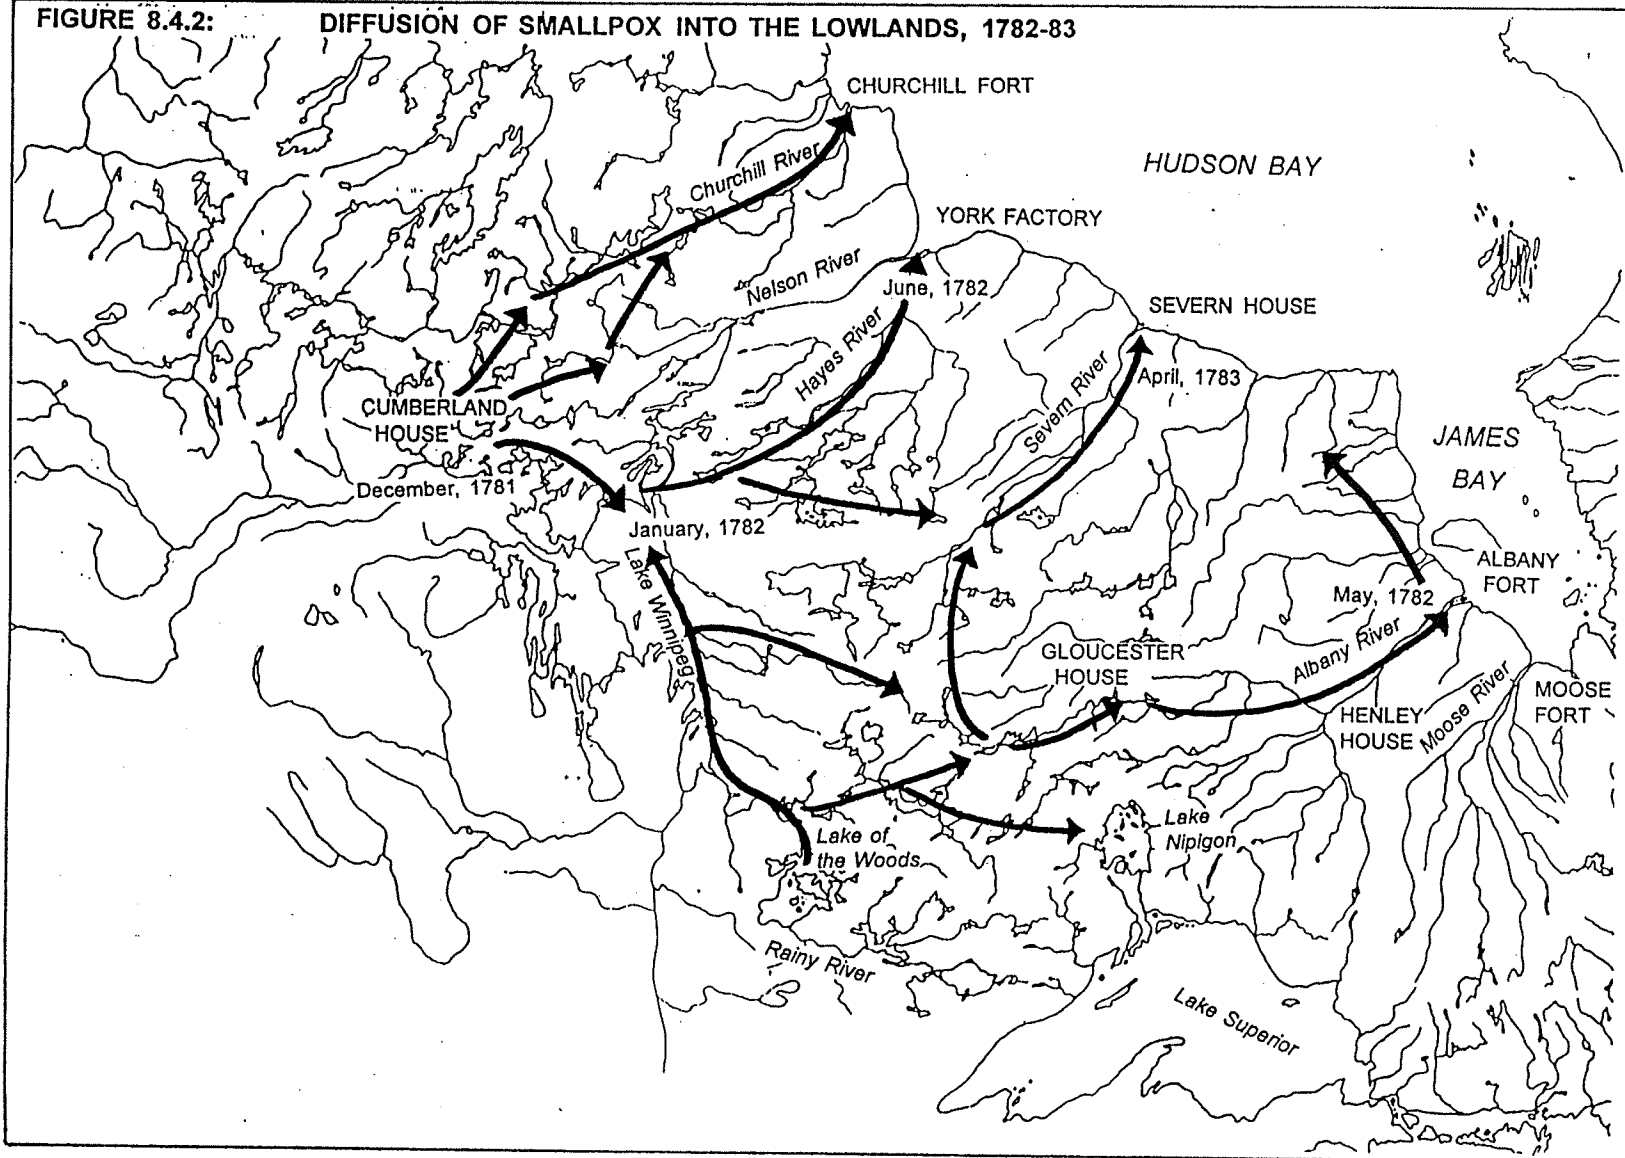 FIGURE 8.4.2: DIFFUSION OF SMALLPOX INTO THE LOWLANDS, 1782-83
CHURCHILL FORT
HUDSON BAY
Churchill River
YORK FACTORY
Nelson River
June, 1782
SEVERN HOUSE
Hayes River
Severn River
April, 1783
CUMBERLAND
HOUSE
JAMES
BAY
December, 1781
January, 1782
ALBANY
FORT
May, 1782
Lake Winnipeg
GLOUCESTER
HOUSE
Albany River
MOOSE
FORT
HENLEY
HOUSE
Moose River
Lake of
the Woods
Lake
Nipigon
Rainy River
Lake Superior